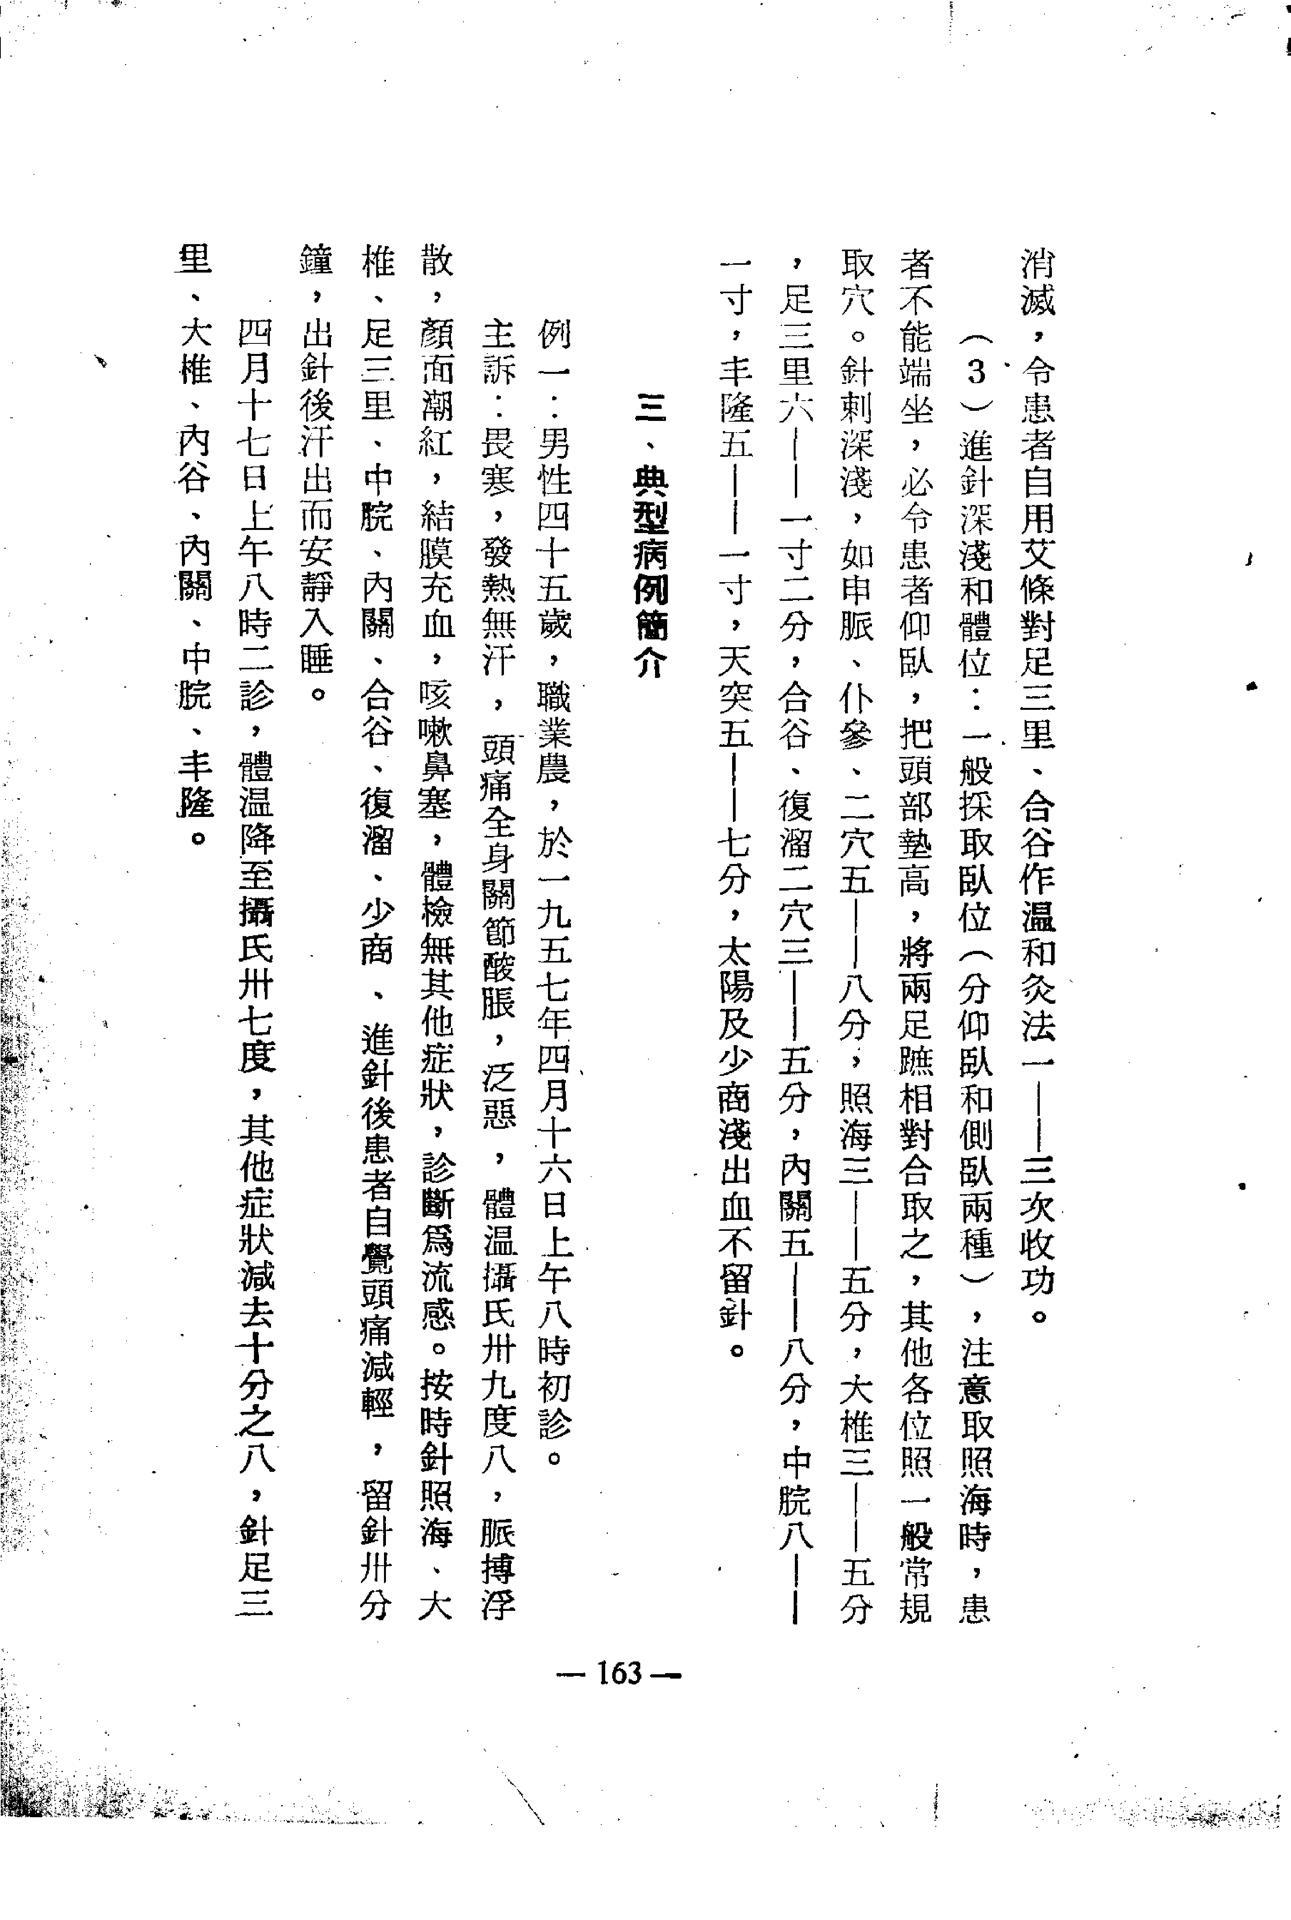 消滅，令患者自用艾條對足三里、合谷作溫和灸法一——三次收功。
（3）進針深淺和體位：一般採取臥位（分仰臥和側臥兩種），注意取照海時，患
者不能端坐，必令患者仰臥，把頭部墊高，將兩足蹠相對合取之，其他各位照一般常規
取穴。針刺深淺，如申脈、仆參、二穴五——八分，照海三——五分，大椎三——五分
，足三里六——一寸二分，合谷、復溜二穴三——五分，內關五——八分，中脘八——
一寸，丰隆五——一寸，天突五——七分，太陽及少商淺出血不留針。
三、典型病例簡介
例一：男性四十五歲，職業農，於一九五七年四月十六日上午八時初診。
主訴：畏寒，發熱無汗，頭痛全身關節酸脹，泛惡，體溫攝氏卅九度八，脈搏浮
散，顏面潮紅，結膜充血，咳嗽鼻塞，體檢無其他症狀，診斷爲流感。按時針照海、大
椎、足三里、中脘、內關、合谷、復溜、少商、進針後患者自覺頭痛減輕，留針卅分
鐘，出針後汗出而安靜入睡。
四月十七日上午八時二診，體溫降至攝氏卅七度，其他症狀減去十分之八，針足三
里、大椎、內谷、內關、中脘、丰隆。
— 163 —